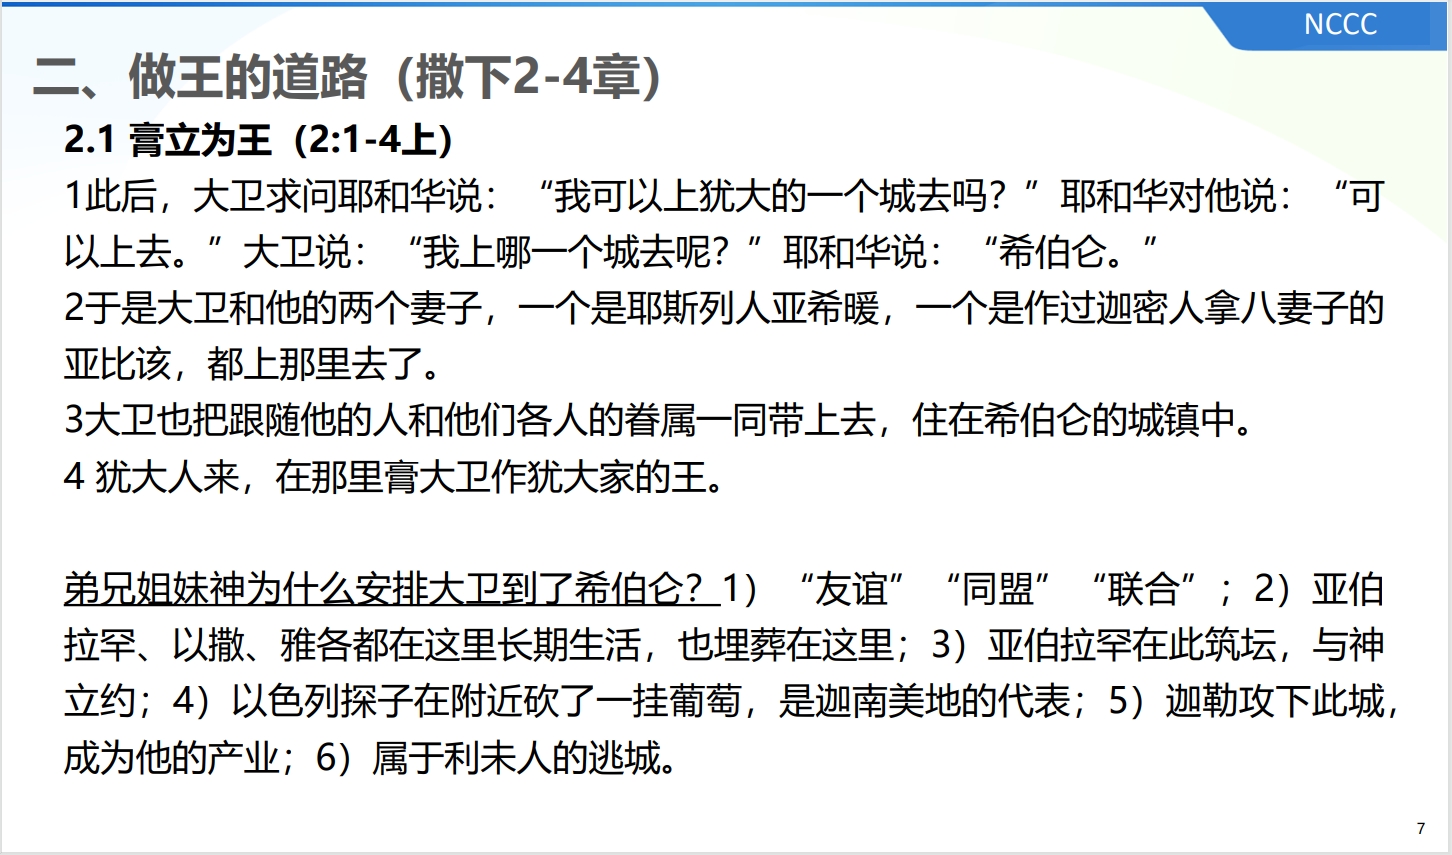 NCCC
二、做王的道路（撒下2-4章）
2.1 膏立为王（2:1-4上）
1此后，大卫求问耶和华说：“我可以上犹大的一个城去吗？”耶和华对他说：“可
以上去。”大卫说：“我上哪一个城去呢？”耶和华说：“希伯仑。”
2于是大卫和他的两个妻子，一个是耶斯列人亚希暖，一个是作过迦密人拿八妻子的
亚比该，都上那里去了。
3大卫也把跟随他的人和他们各人的眷属一同带上去，住在希伯仑的城镇中。
4 犹大人来，在那里膏大卫作犹大家的王。
弟兄姐妹神为什么安排大卫到了希伯仑？1）“友谊”“同盟”“联合”；2）亚伯
拉罕、以撒、雅各都在这里长期生活，也埋葬在这里；3）亚伯拉罕在此筑坛，与神
立约；4）以色列探子在附近砍了一挂葡萄，是迦南美地的代表；5）迦勒攻下此城，
成为他的产业；6）属于利未人的逃城。
7